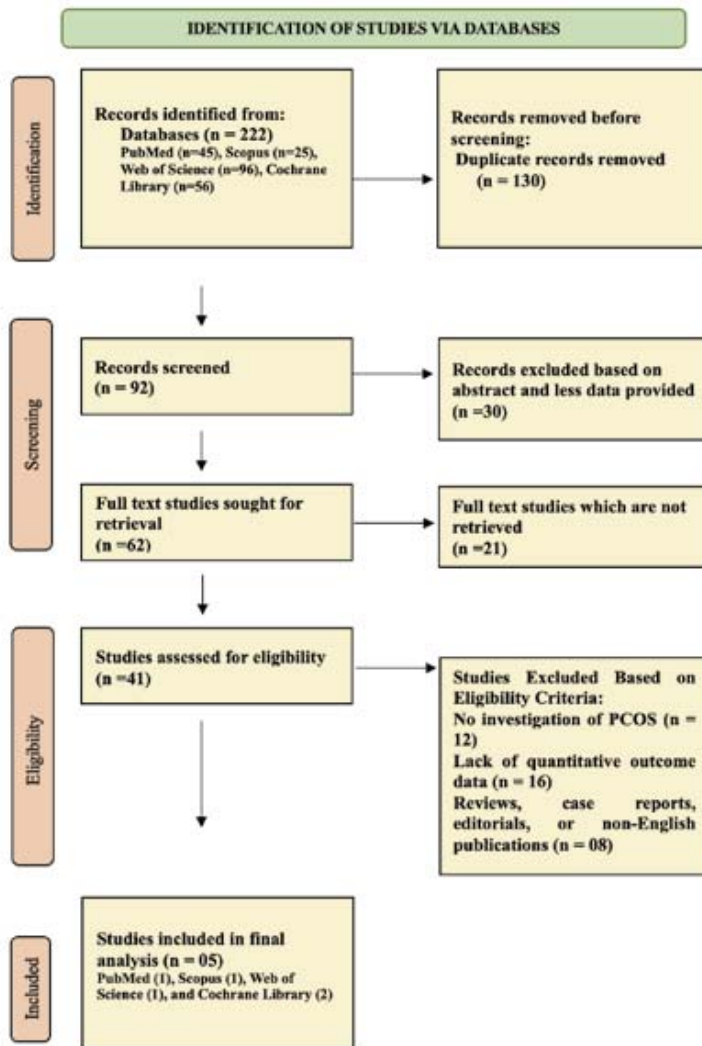 IDENTIFICATION OF STUDIES VIA DATABASES
Identification
Records identified from:
Databases (n = 222)
PubMed (n=45), Scopus (n=25),
Web of Science (n=96), Cochrane
Library (n=56)
Records removed before
screening:
Duplicate records removed
(n = 130)
Screening
Records screened
(n = 92)
Records excluded based on
abstract and less data provided
(n =30)
Full text studies sought for
retrieval
(n =62)
Full text studies which are not
retrieved
(n =21)
Eligibility
Studies assessed for eligibility
(n =41)
Studies Excluded Based on
Eligibility Criteria:
No investigation of PCOS (n =
12)
Lack of quantitative outcome
data (n = 16)
Reviews, case reports,
editorials, or non-English
publications (n = 08)
Included
Studies included in final
analysis (n = 05)
PubMed (1), Scopus (1), Web of
Science (1), and Cochrane Library (2)